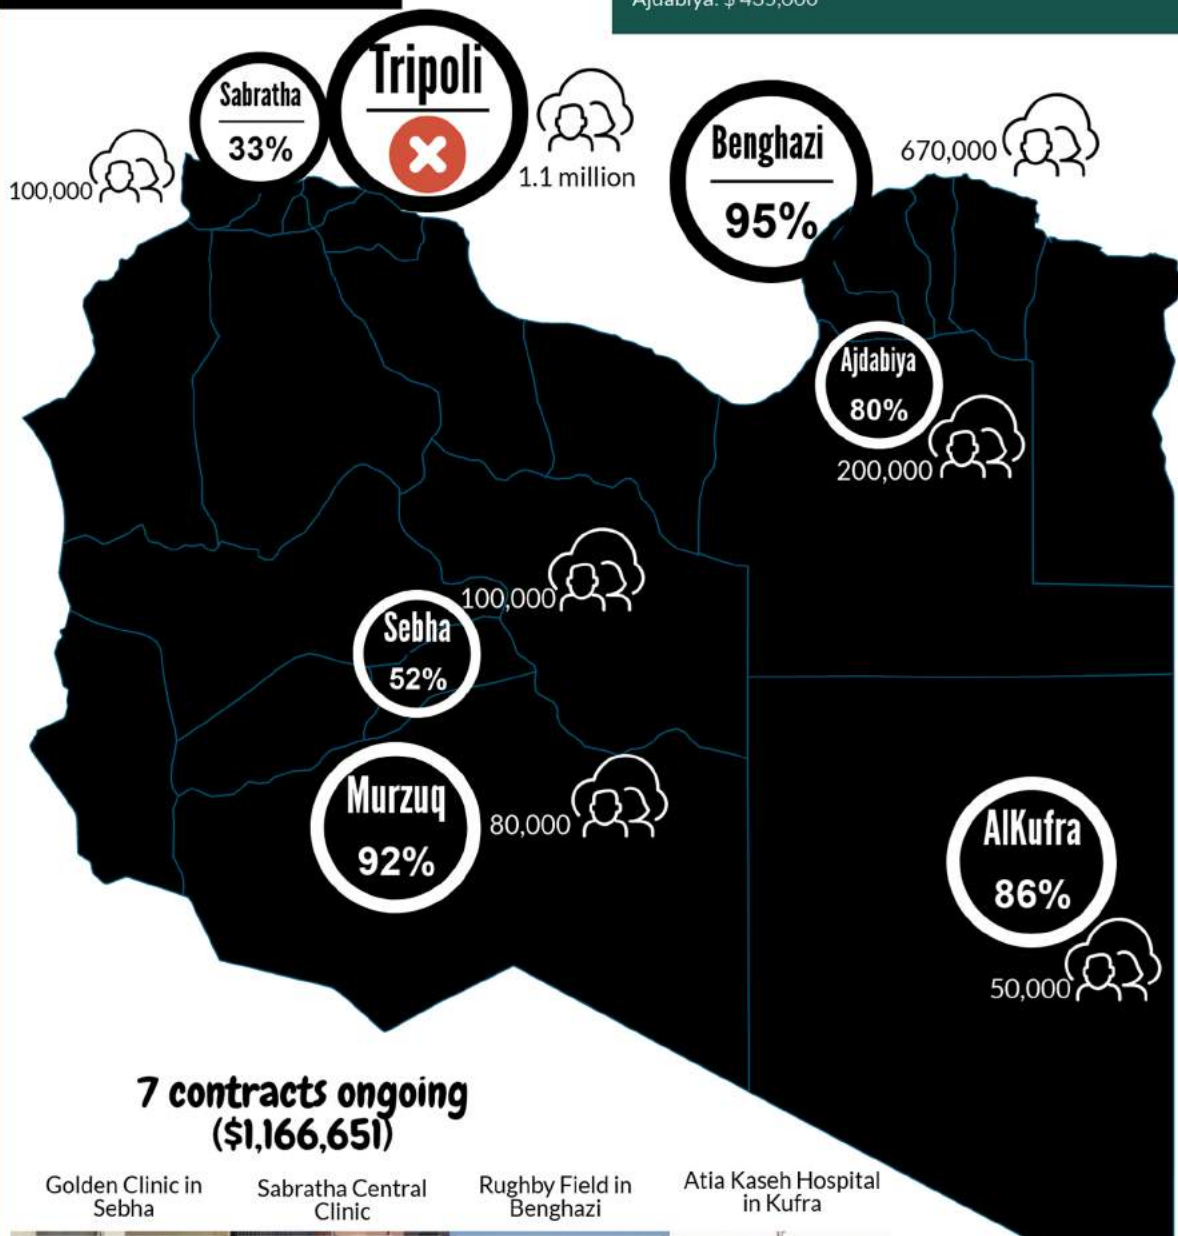 Sabratha
33%
100,000
Tripoli
1.1 million
Benghazi
95%
670,000
Ajdabiya
80%
200,000
100,000
Sebha
52%
Murzuq
92%
80,000
AlKufra
86%
50,000
7 contracts ongoing
($1,166,651)
Golden Clinic in
Sebha
Sabratha Central
Clinic
Rughby Field in
Benghazi
Atia Kaseh Hospital
in Kufra